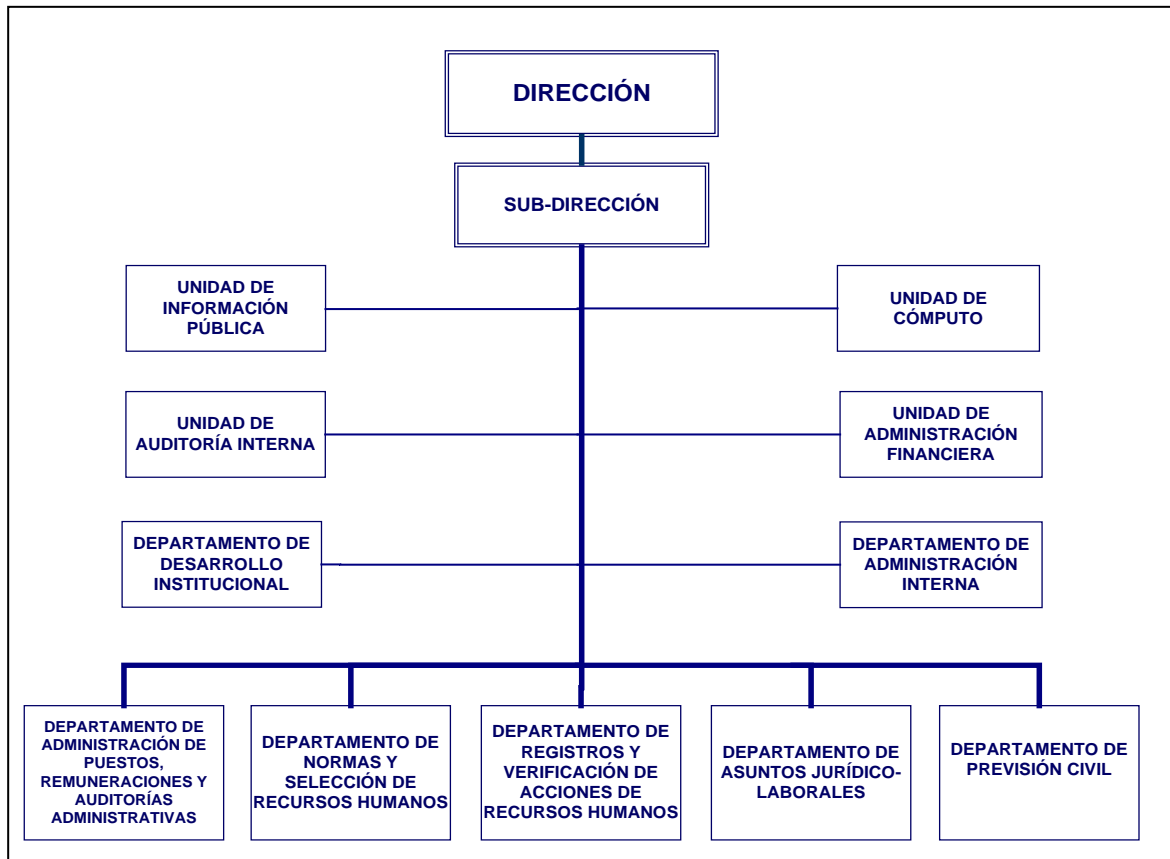 DIRECCIÓN
SUB-DIRECCIÓN
UNIDAD DE
INFORMACIÓN
PÚBLICA
UNIDAD DE
CÓMPUTO
UNIDAD DE
AUDITORÍA INTERNA
UNIDAD DE
ADMINISTRACIÓN
FINANCIERA
DEPARTAMENTO DE
DESARROLLO
INSTITUCIONAL
DEPARTAMENTO DE
ADMINISTRACIÓN
INTERNA
DEPARTAMENTO DE
ADMINISTRACIÓN DE
PUESTOS,
REMUNERACIONES Y
AUDITORÍAS
ADMINISTRATIVAS
DEPARTAMENTO DE
NORMAS Y
SELECCIÓN DE
RECURSOS HUMANOS
DEPARTAMENTO DE
REGISTROS Y
VERIFICACIÓN DE
ACCIONES DE
RECURSOS HUMANOS
DEPARTAMENTO DE
ASUNTOS JURÍDICO-
LABORALES
DEPARTAMENTO DE
PREVISIÓN CIVIL